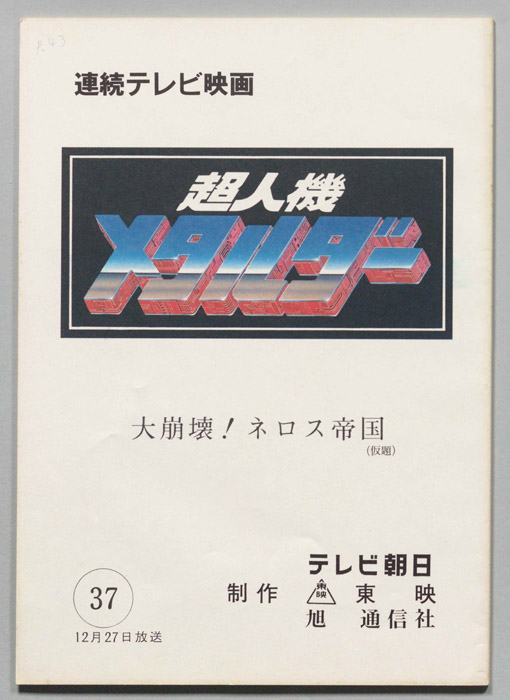 連続テレビ映画
超人機
メタルダー
大崩壊！ネロス帝国
(仮題)
テレビ朝日
制作 東映 東映
旭通信社
37
12月27日放送